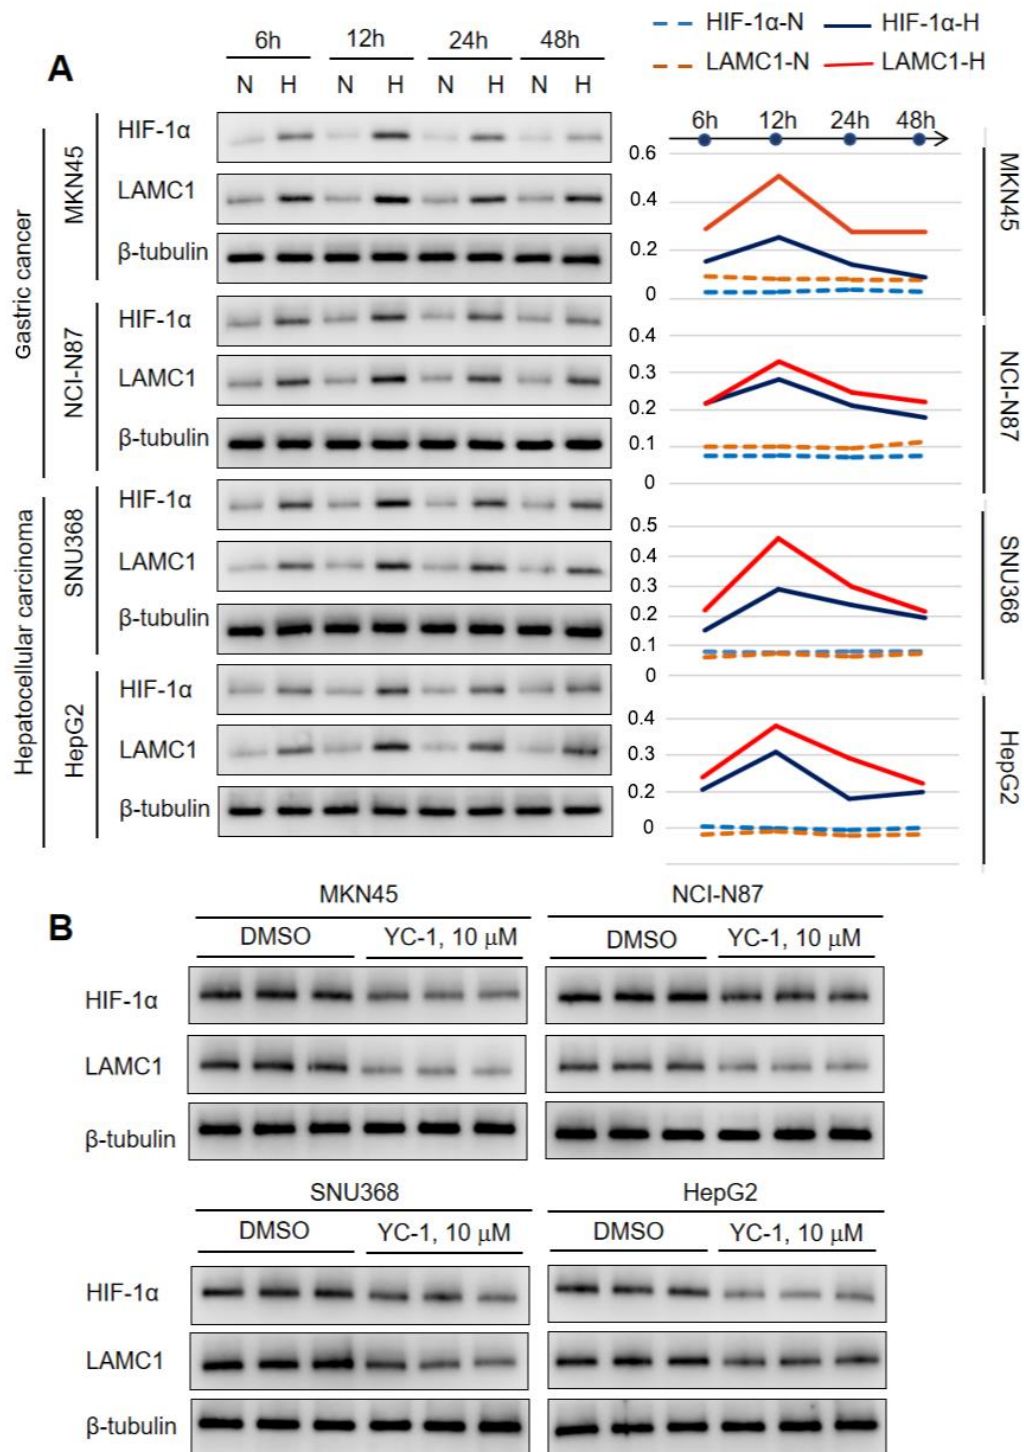 A
6h 12h 24h 48h
N H N H N H N H
HIF-1α-N HIF-1α-H
LAMC1-N LAMC1-H
Gastric cancer
MKN45
HIF-1α
LAMC1
β-tubulin
NCI-N87
HIF-1α
LAMC1
β-tubulin
Hepatocellular carcinoma
SNU368
HIF-1α
LAMC1
β-tubulin
HepG2
HIF-1α
LAMC1
β-tubulin
6h 12h 24h 48h
0.6
0.4
0.2
0
MKN45
0.4
0.3
0.2
0.1
0
NCI-N87
0.5
0.4
0.3
0.2
0.1
0
SNU368
0.4
0.3
0.2
0
HepG2
B
MKN45 NCI-N87
DMSO YC-1, 10 μM DMSO YC-1, 10 μM
HIF-1α
LAMC1
β-tubulin
SNU368 HepG2
DMSO YC-1, 10 μM DMSO YC-1, 10 μM
HIF-1α
LAMC1
β-tubulin